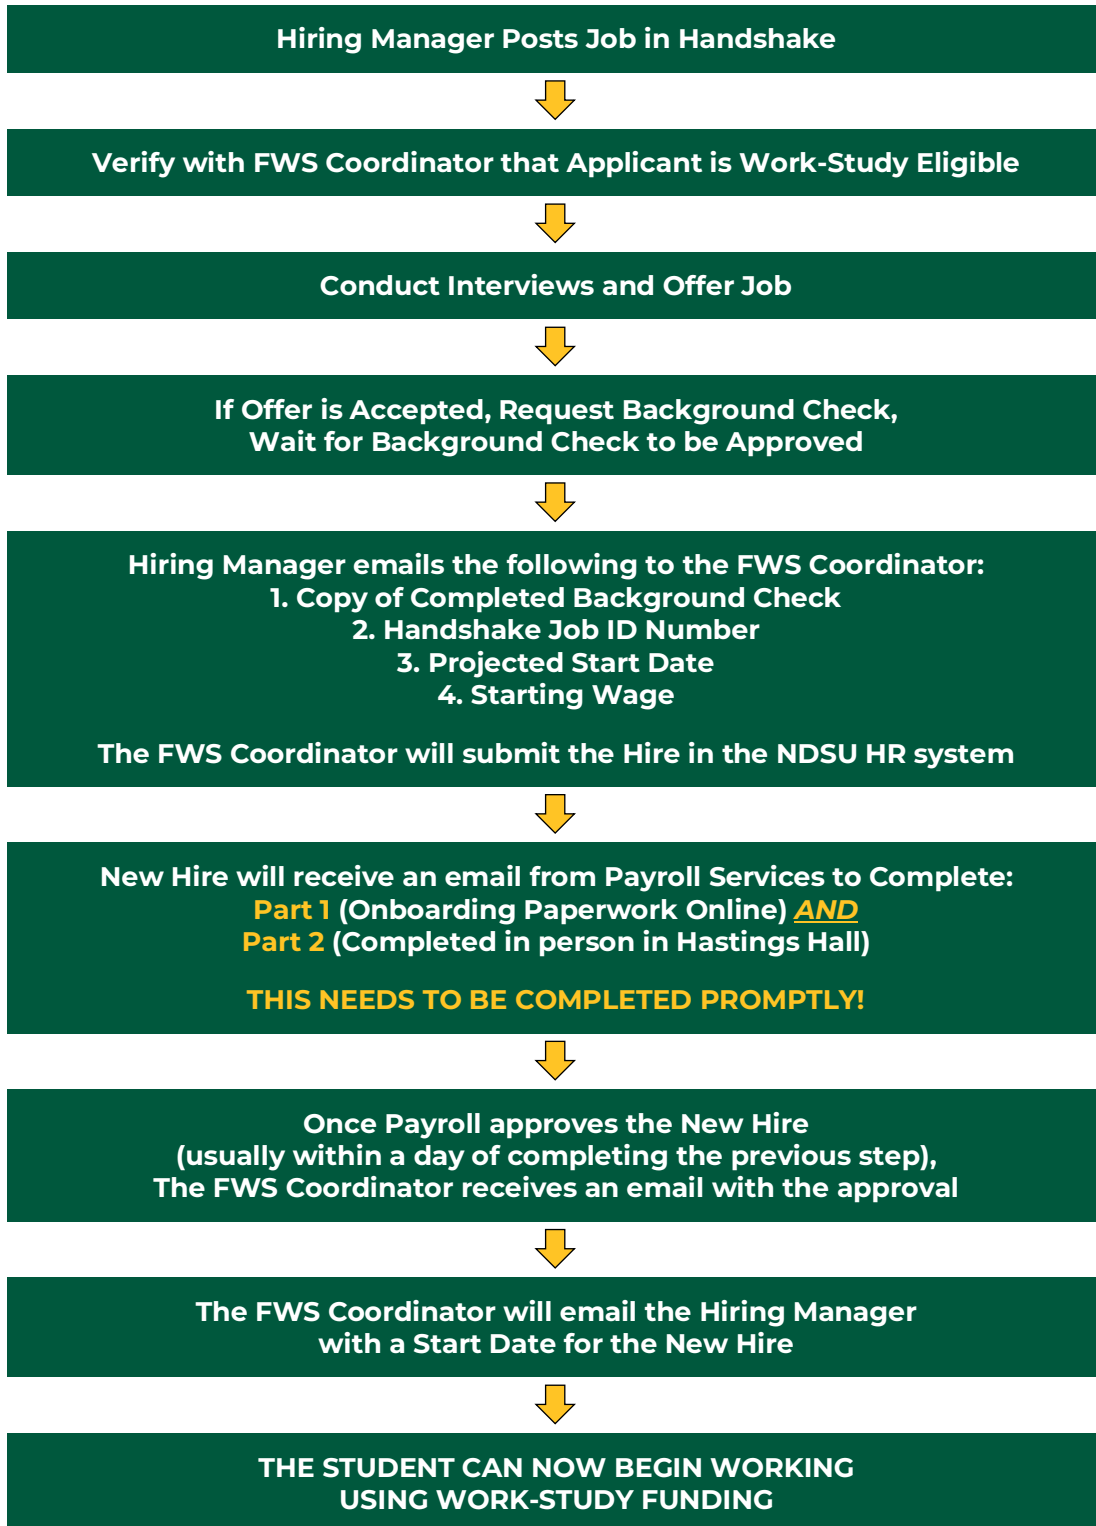 Hiring Manager Posts Job in Handshake
Verify with FWS Coordinator that Applicant is Work-Study Eligible
Conduct Interviews and Offer Job
If Offer is Accepted, Request Background Check,
Wait for Background Check to be Approved
Hiring Manager emails the following to the FWS Coordinator:
1. Copy of Completed Background Check
2. Handshake Job ID Number
3. Projected Start Date
4. Starting Wage
The FWS Coordinator will submit the Hire in the NDSU HR system
New Hire will receive an email from Payroll Services to Complete:
Part 1 (Onboarding Paperwork Online) AND
Part 2 (Completed in person in Hastings Hall)
THIS NEEDS TO BE COMPLETED PROMPTLY!
Once Payroll approves the New Hire
(usually within a day of completing the previous step),
The FWS Coordinator receives an email with the approval
The FWS Coordinator will email the Hiring Manager
with a Start Date for the New Hire
THE STUDENT CAN NOW BEGIN WORKING
USING WORK-STUDY FUNDING